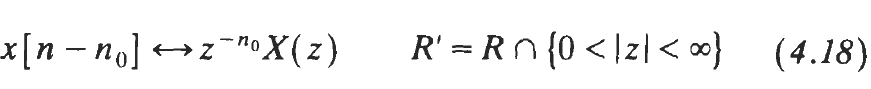 x[n − n₀] ↔ z^{−n₀}X(z)    R′ = R ∩ {0 < |z| < ∞}    (4.18)